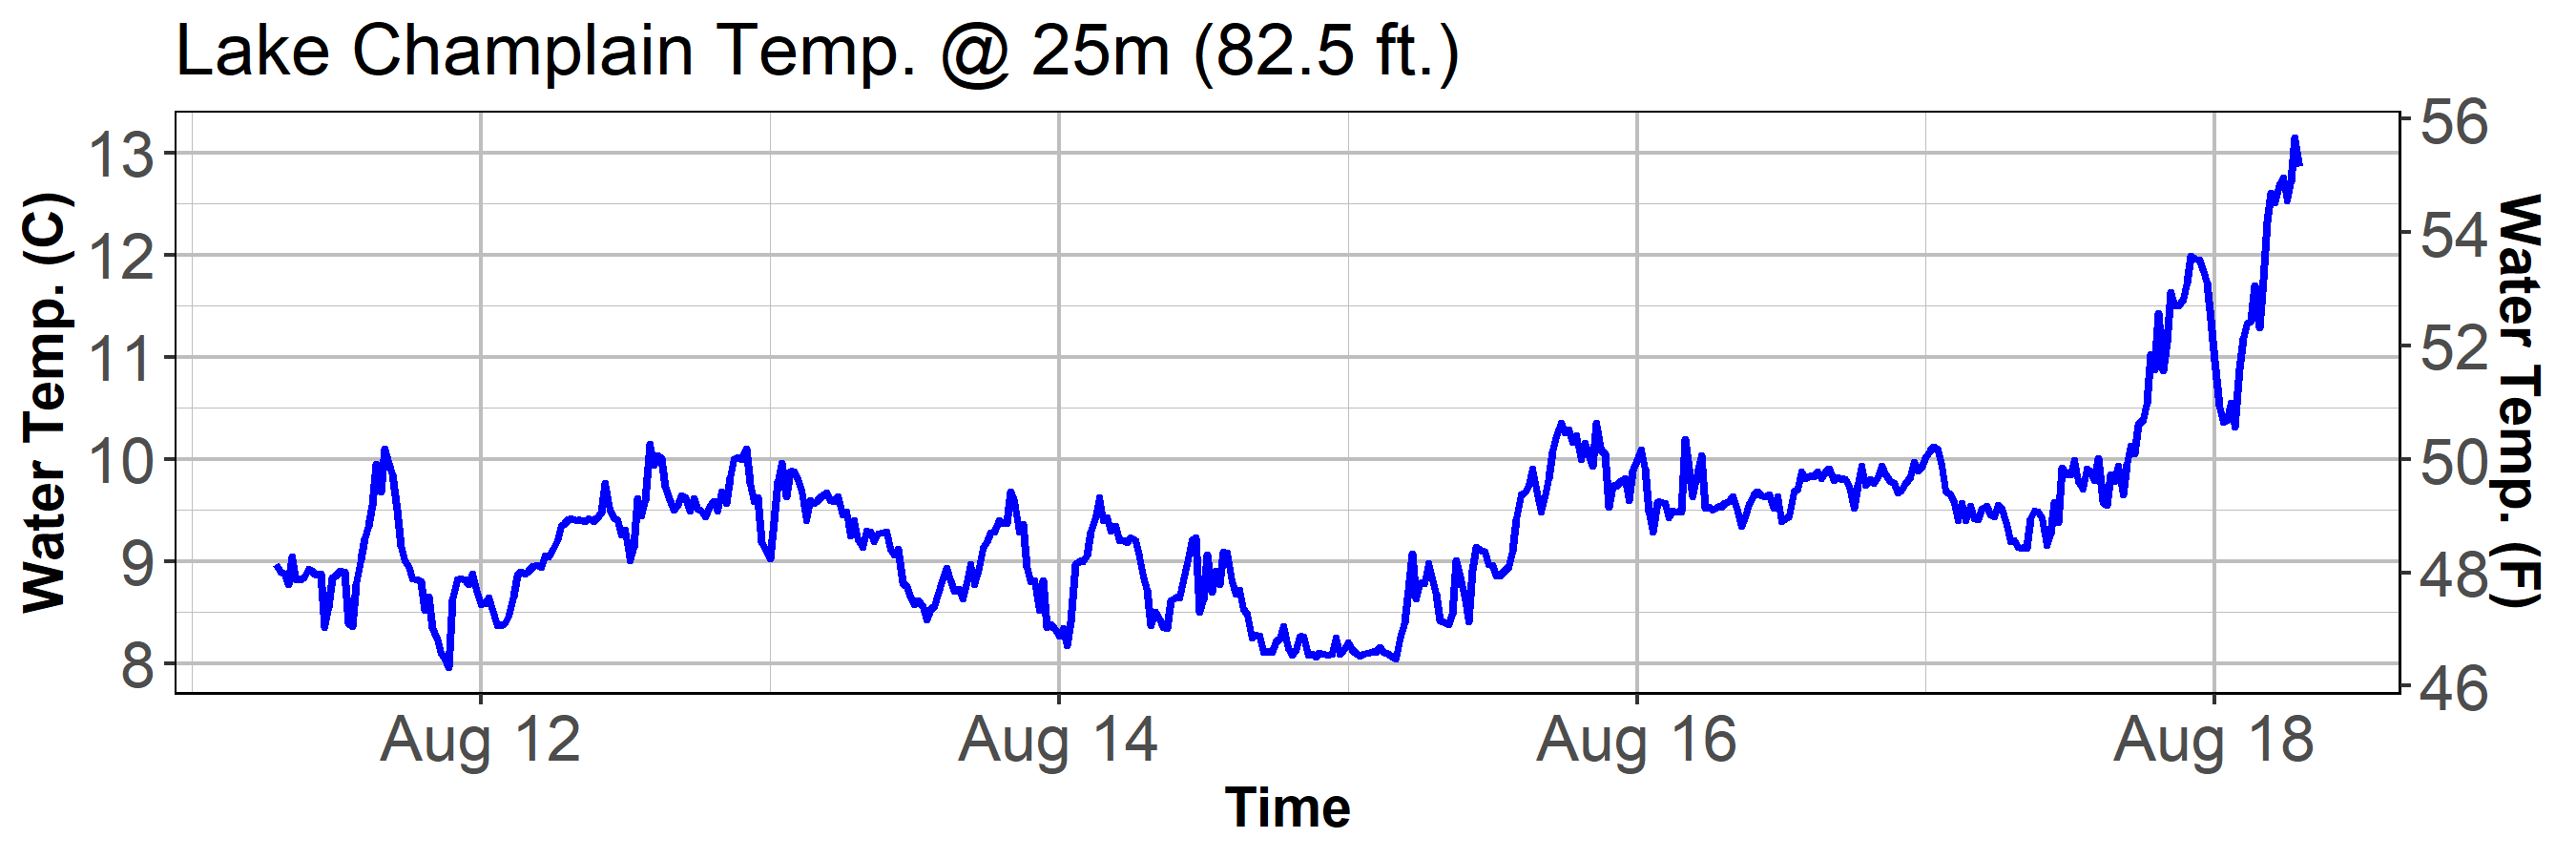 Lake Champlain Temp. @ 25m (82.5 ft.)
Water Temp. (C)
13
12
11
10
9
8
56
54
52
50
48
46
Water Temp. (F)
Aug 12 Aug 14 Aug 16 Aug 18
Time